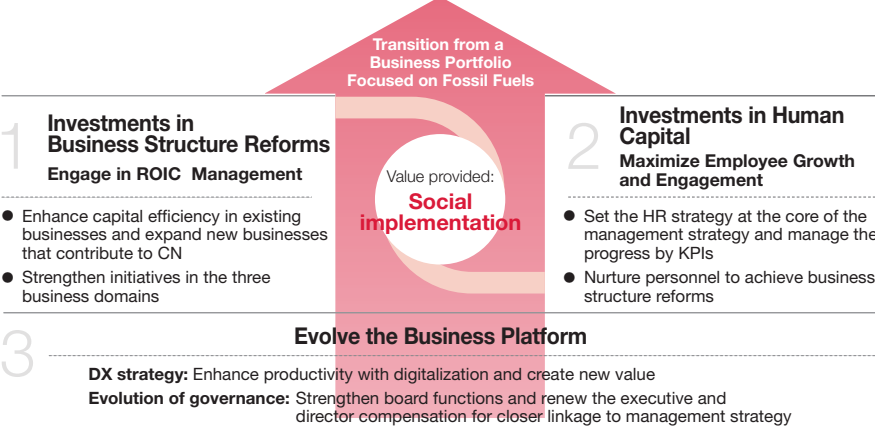 Transition from a
Business Portfolio
Focused on Fossil Fuels
1
Investments in
Business Structure Reforms
Engage in ROIC Management
● Enhance capital efficiency in existing
businesses and expand new businesses
that contribute to CN
● Strengthen initiatives in the three
business domains
Value provided:
Social
implementation
2
Investments in Human
Capital
Maximize Employee Growth
and Engagement
● Set the HR strategy at the core of the
management strategy and manage the
progress by KPIs
● Nurture personnel to achieve business
structure reforms
3
Evolve the Business Platform
DX strategy: Enhance productivity with digitalization and create new value
Evolution of governance: Strengthen board functions and renew the executive and
director compensation for closer linkage to management strategy